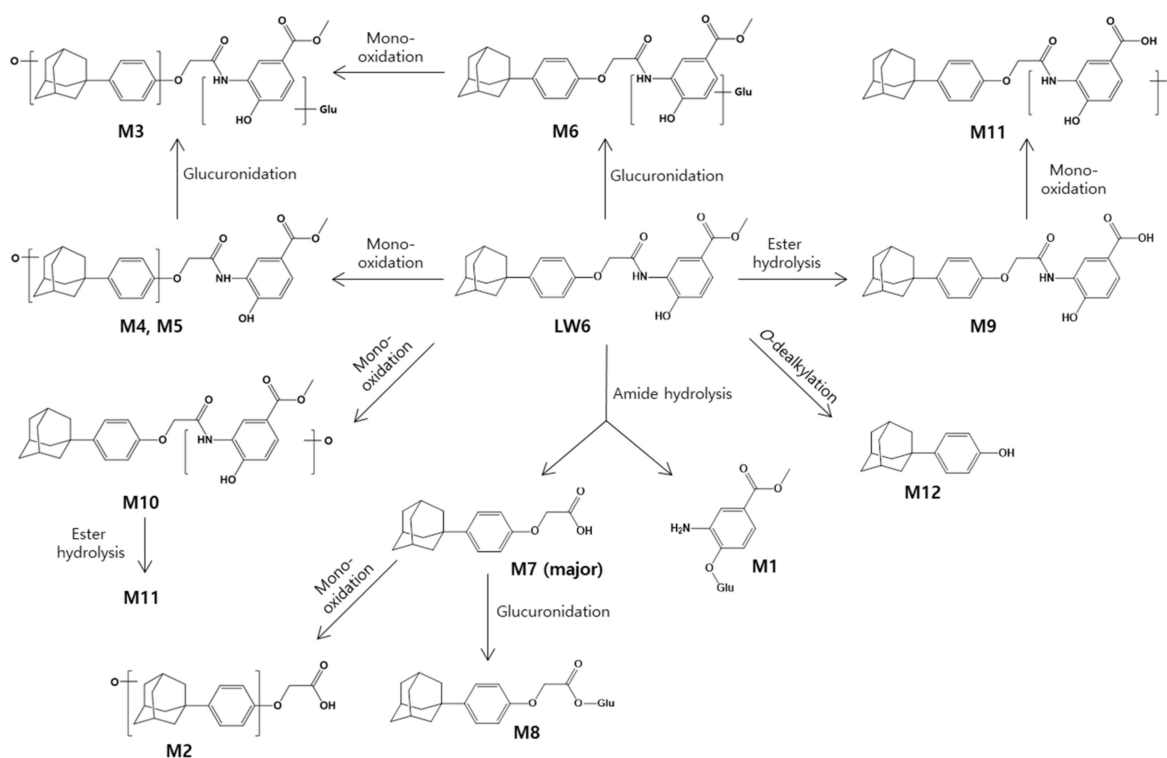 O
O
O
HN
HO
O
O
Glu
M3
Mono-
oxidation
O
O
HN
HO
O
O
Glu
M6
O
O
HN
HO
O
OH
M11
Glucuronidation
Glucuronidation
Mono-
oxidation
O
O
O
NH
OH
O
O
M4, M5
Mono-
oxidation
O
O
HN
HO
O
O
LW6
Ester
hydrolysis
O
O
HN
HO
O
OH
M9
Mono-
oxidation
Amide hydrolysis
O-dealkylation
O
O
HN
HO
O
O
O
M10
OH
M12
Ester
hydrolysis
M11
O
O
OH
M7 (major)
O
O
H₂N
O
Glu
M1
Mono-
oxidation
Glucuronidation
O
O
O
OH
M2
O
O
O
Glu
M8